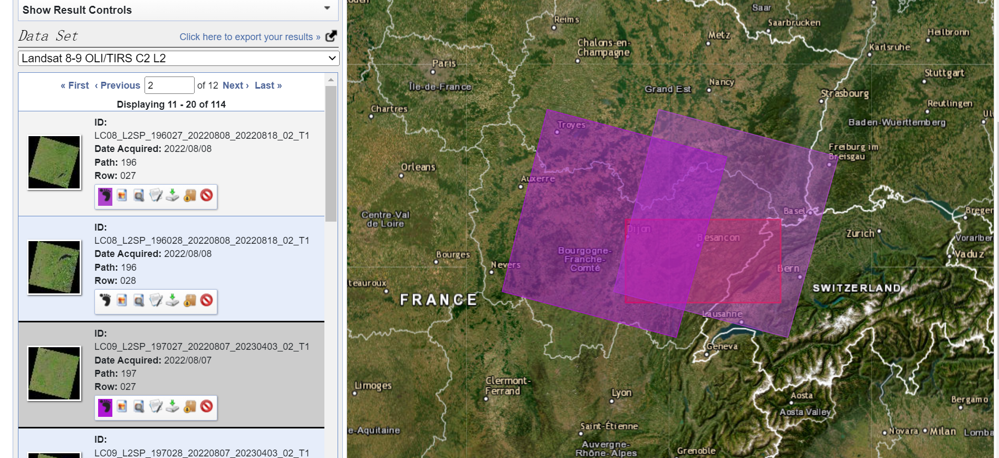 Show Result Controls
Data Set
Click here to export your results »
Landsat 8-9 OLI/TIRS C2 L2
« First ‹ Previous 2 of 12 Next › Last »
Displaying 11 - 20 of 114
ID:
LC08_L2SP_196027_20220808_20220818_02_T1
Date Acquired: 2022/08/08
Path: 196
Row: 027
ID:
LC08_L2SP_196028_20220808_20220818_02_T1
Date Acquired: 2022/08/08
Path: 196
Row: 028
ID:
LC09_L2SP_197027_20220807_20230403_02_T1
Date Acquired: 2022/08/07
Path: 197
Row: 027
ID:
LC09_L2SP_197028_20220807_20230403_02_T1
Saar
Reims
Saarbrucken
Metz
Heilbronn
Chalons-en-
Champagne
Karlsruhe
Paris
Stuttgart
Île-de-France
Nancy
Grand Est
Strasbourg
Reutlingen
Chartres
Ul
Troyes
Baden-Wuerttemberg
Freiburg im
Breisgau
Orleans
Auxerre
Basel
Breger
Centre-Val
de Loire
Dijon
Zurich
Besancon
Vorarlber
Bourges
Bourgogne-
Franche-
Comté
Vaduz
Nevers
Bern
teauroux
SWITZERLAND
FRANCE
Lausanne
Geneva
Clermont-
Ferrand
Limoges
Lyon
Aosta
Bergamo
Aosta Valley
Saint-Étienne
e-Aquitaine
Novara
Milan
Lomba
Auvergne-
Rhône-Alpes
Grenoble